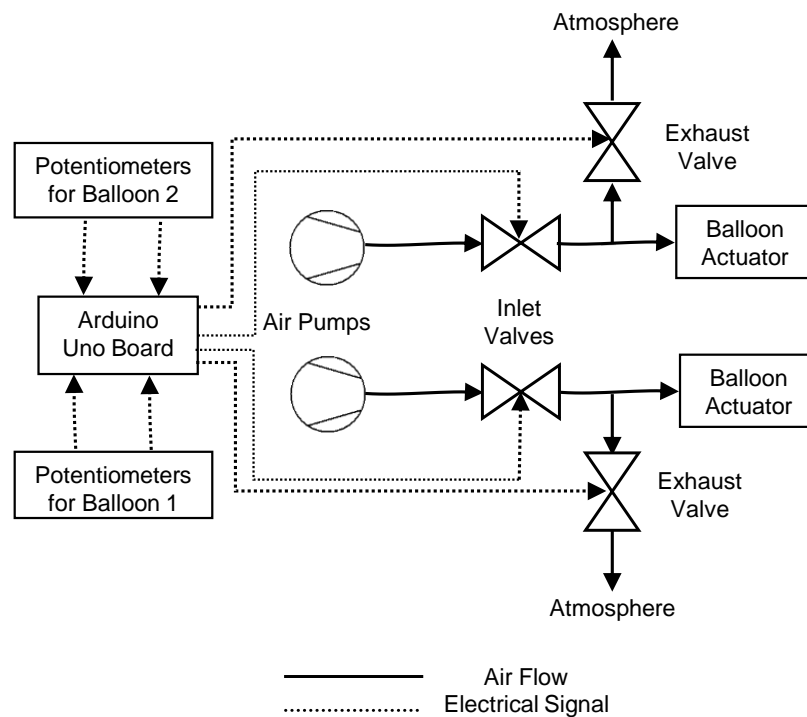 Atmosphere
Exhaust
Valve
Potentiometers
for Balloon 2
Balloon
Actuator
Arduino
Uno Board
Air Pumps
Inlet
Valves
Balloon
Actuator
Potentiometers
for Balloon 1
Exhaust
Valve
Atmosphere
Air Flow
Electrical Signal